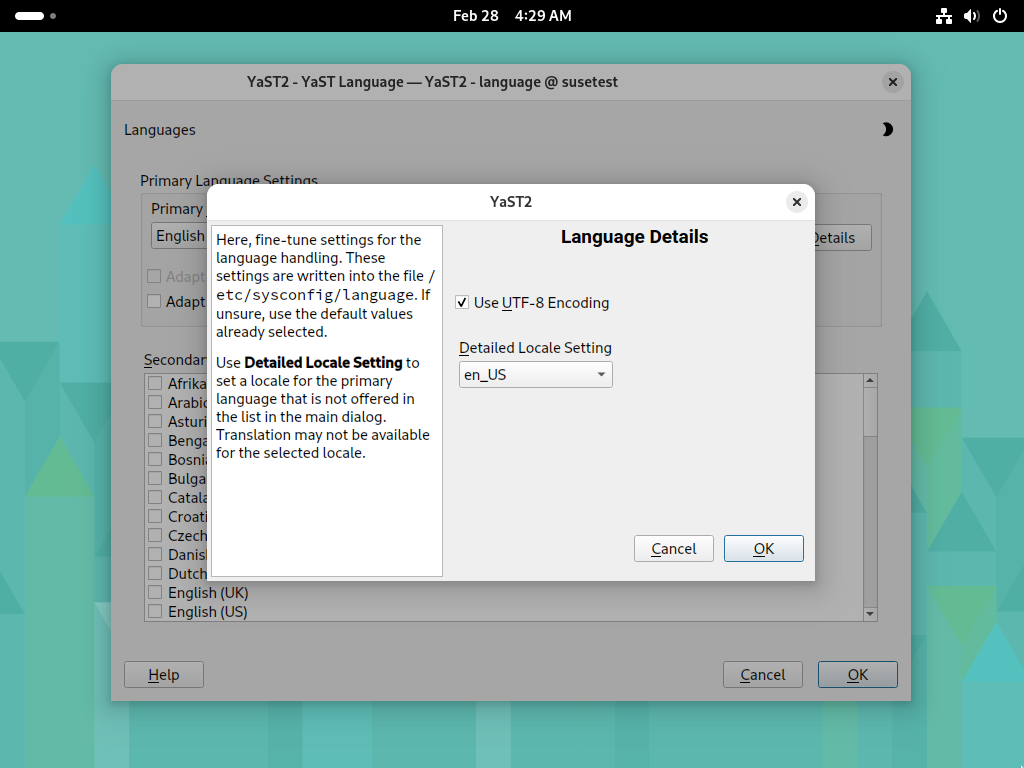 Feb 28 4:29 AM
YaST2 - YaST Language — YaST2 - language @ susetest
Languages
Primary Language Settings
Primary
English
Details
Adapt
Adapt
YaST2
Here, fine-tune settings for the
language handling. These
settings are written into the file /
etc/sysconfig/language. If
unsure, use the default values
already selected.
Use Detailed Locale Setting to
set a locale for the primary
language that is not offered in
the list in the main dialog.
Translation may not be available
for the selected locale.
Language Details
Use UTF-8 Encoding
Detailed Locale Setting
en_US
Cancel
OK
Secondar
Afrika
Arabic
Asturi
Benga
Bosnia
Bulga
Catala
Croati
Czech
Danish
Dutch
English (UK)
English (US)
Help
Cancel
OK